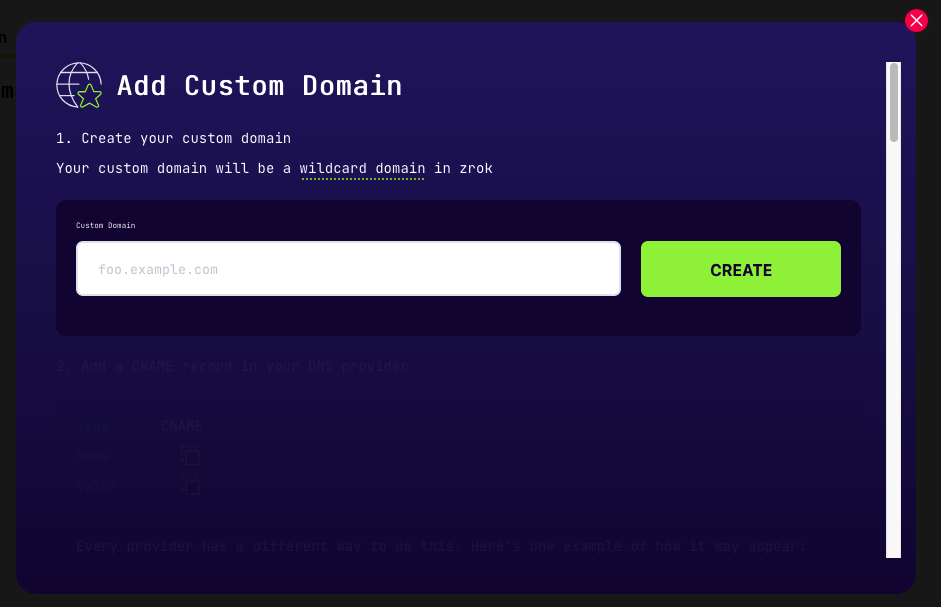 Add Custom Domain
1. Create your custom domain
Your custom domain will be a wildcard domain in zrok
Custom Domain
foo.example.com
CREATE
2. Add a CNAME record in your DNS provider
Type CNAME
Name
Value
Every provider has a different way to do this. Here's one example of how it may appear: